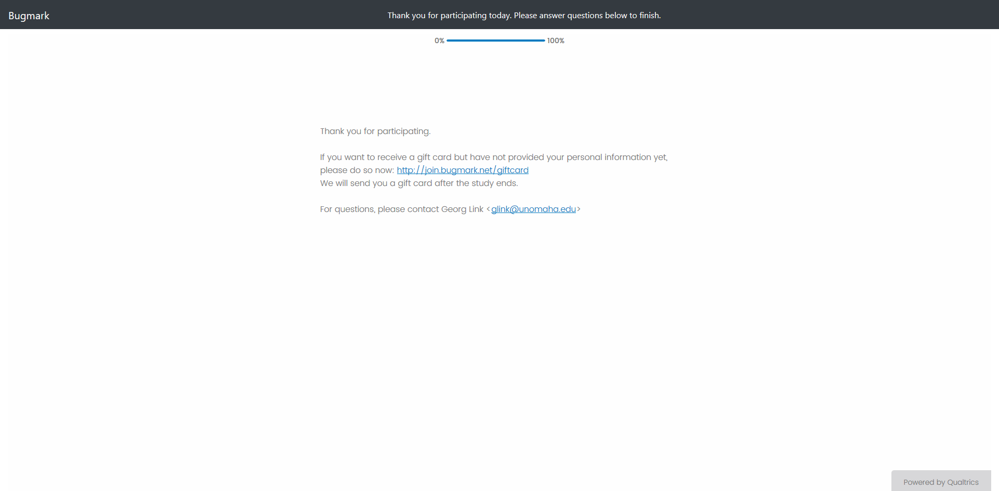 Bugmark
Thank you for participating today. Please answer questions below to finish.
0% 100%
Thank you for participating.
If you want to receive a gift card but have not provided your personal information yet,
please do so now: http://join.bugmark.net/giftcard
We will send you a gift card after the study ends.
For questions, please contact Georg Link <glink@unomaha.edu>
Powered by Qualtrics